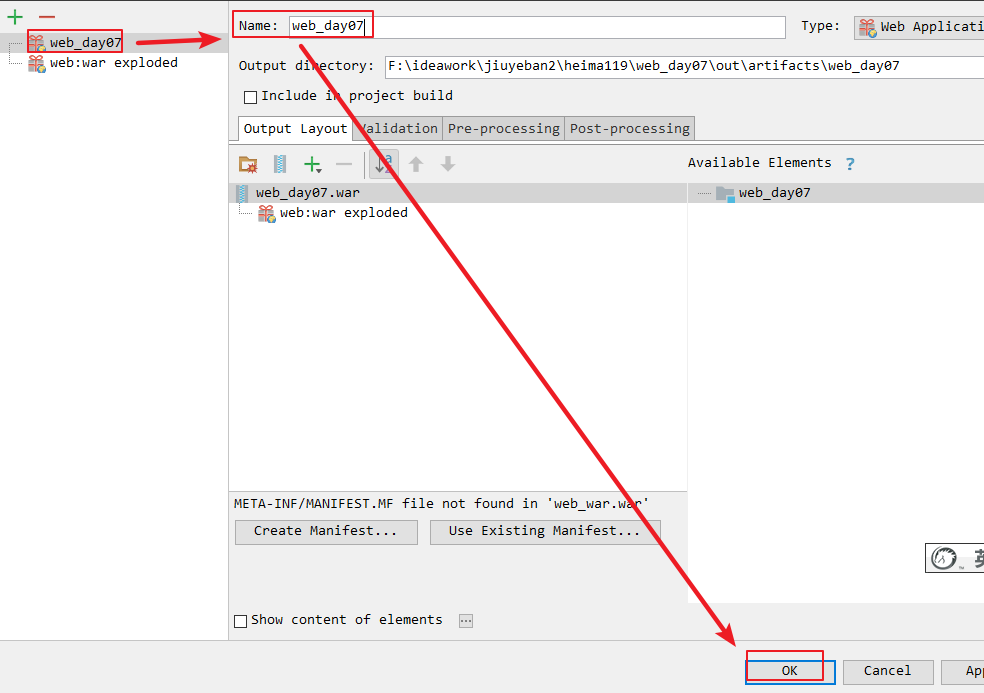 Name: web_day07 Type: Web Applicati
web_day07
web:war exploded
Output directory: F:\ideawork\jiuyeban2\heima119\web_day07\out\artifacts\web_day07
Include in project build
Output Layout Validation Pre-processing Post-processing
Available Elements ?
web_day07.war
web:war exploded
web_day07
META-INF/MANIFEST.MF file not found in 'web_war.war'
Create Manifest... Use Existing Manifest...
英
Show content of elements ...
OK Cancel App